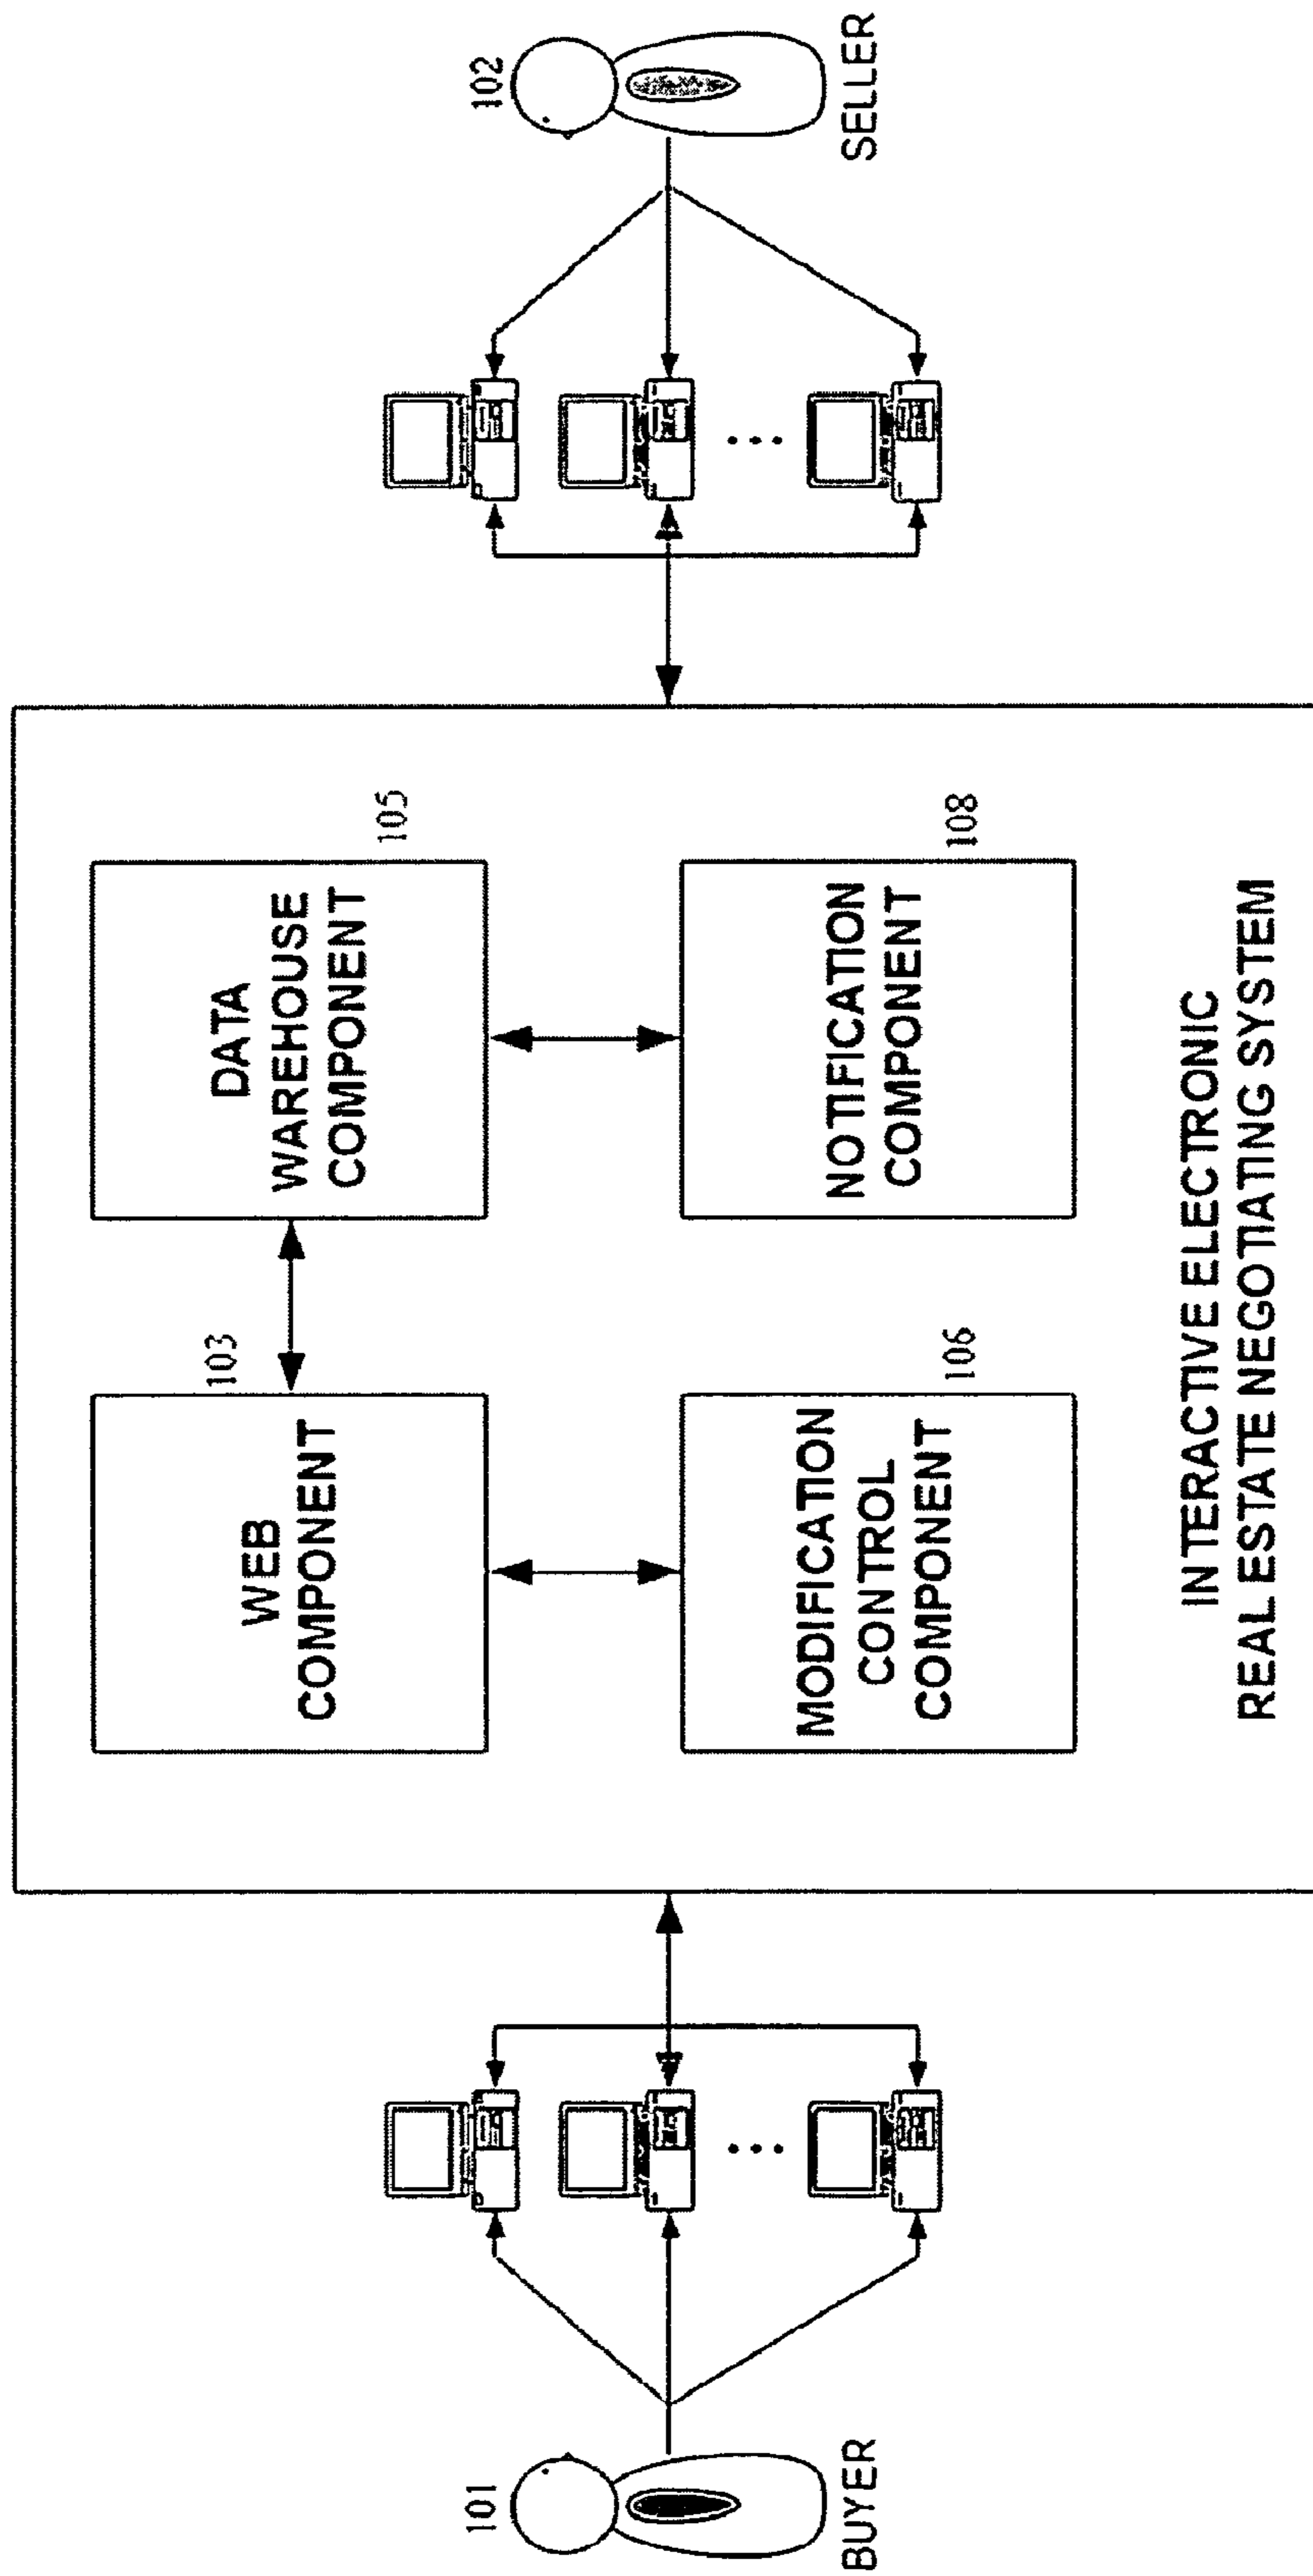 101
BUYER
WEB
COMPONENT
103
DATA
WAREHOUSE
COMPONENT
105
MODIFICATION
CONTROL
COMPONENT
106
NOTIFICATION
COMPONENT
108
INTERACTIVE ELECTRONIC
REAL ESTATE NEGOTIATING SYSTEM
102
SELLER